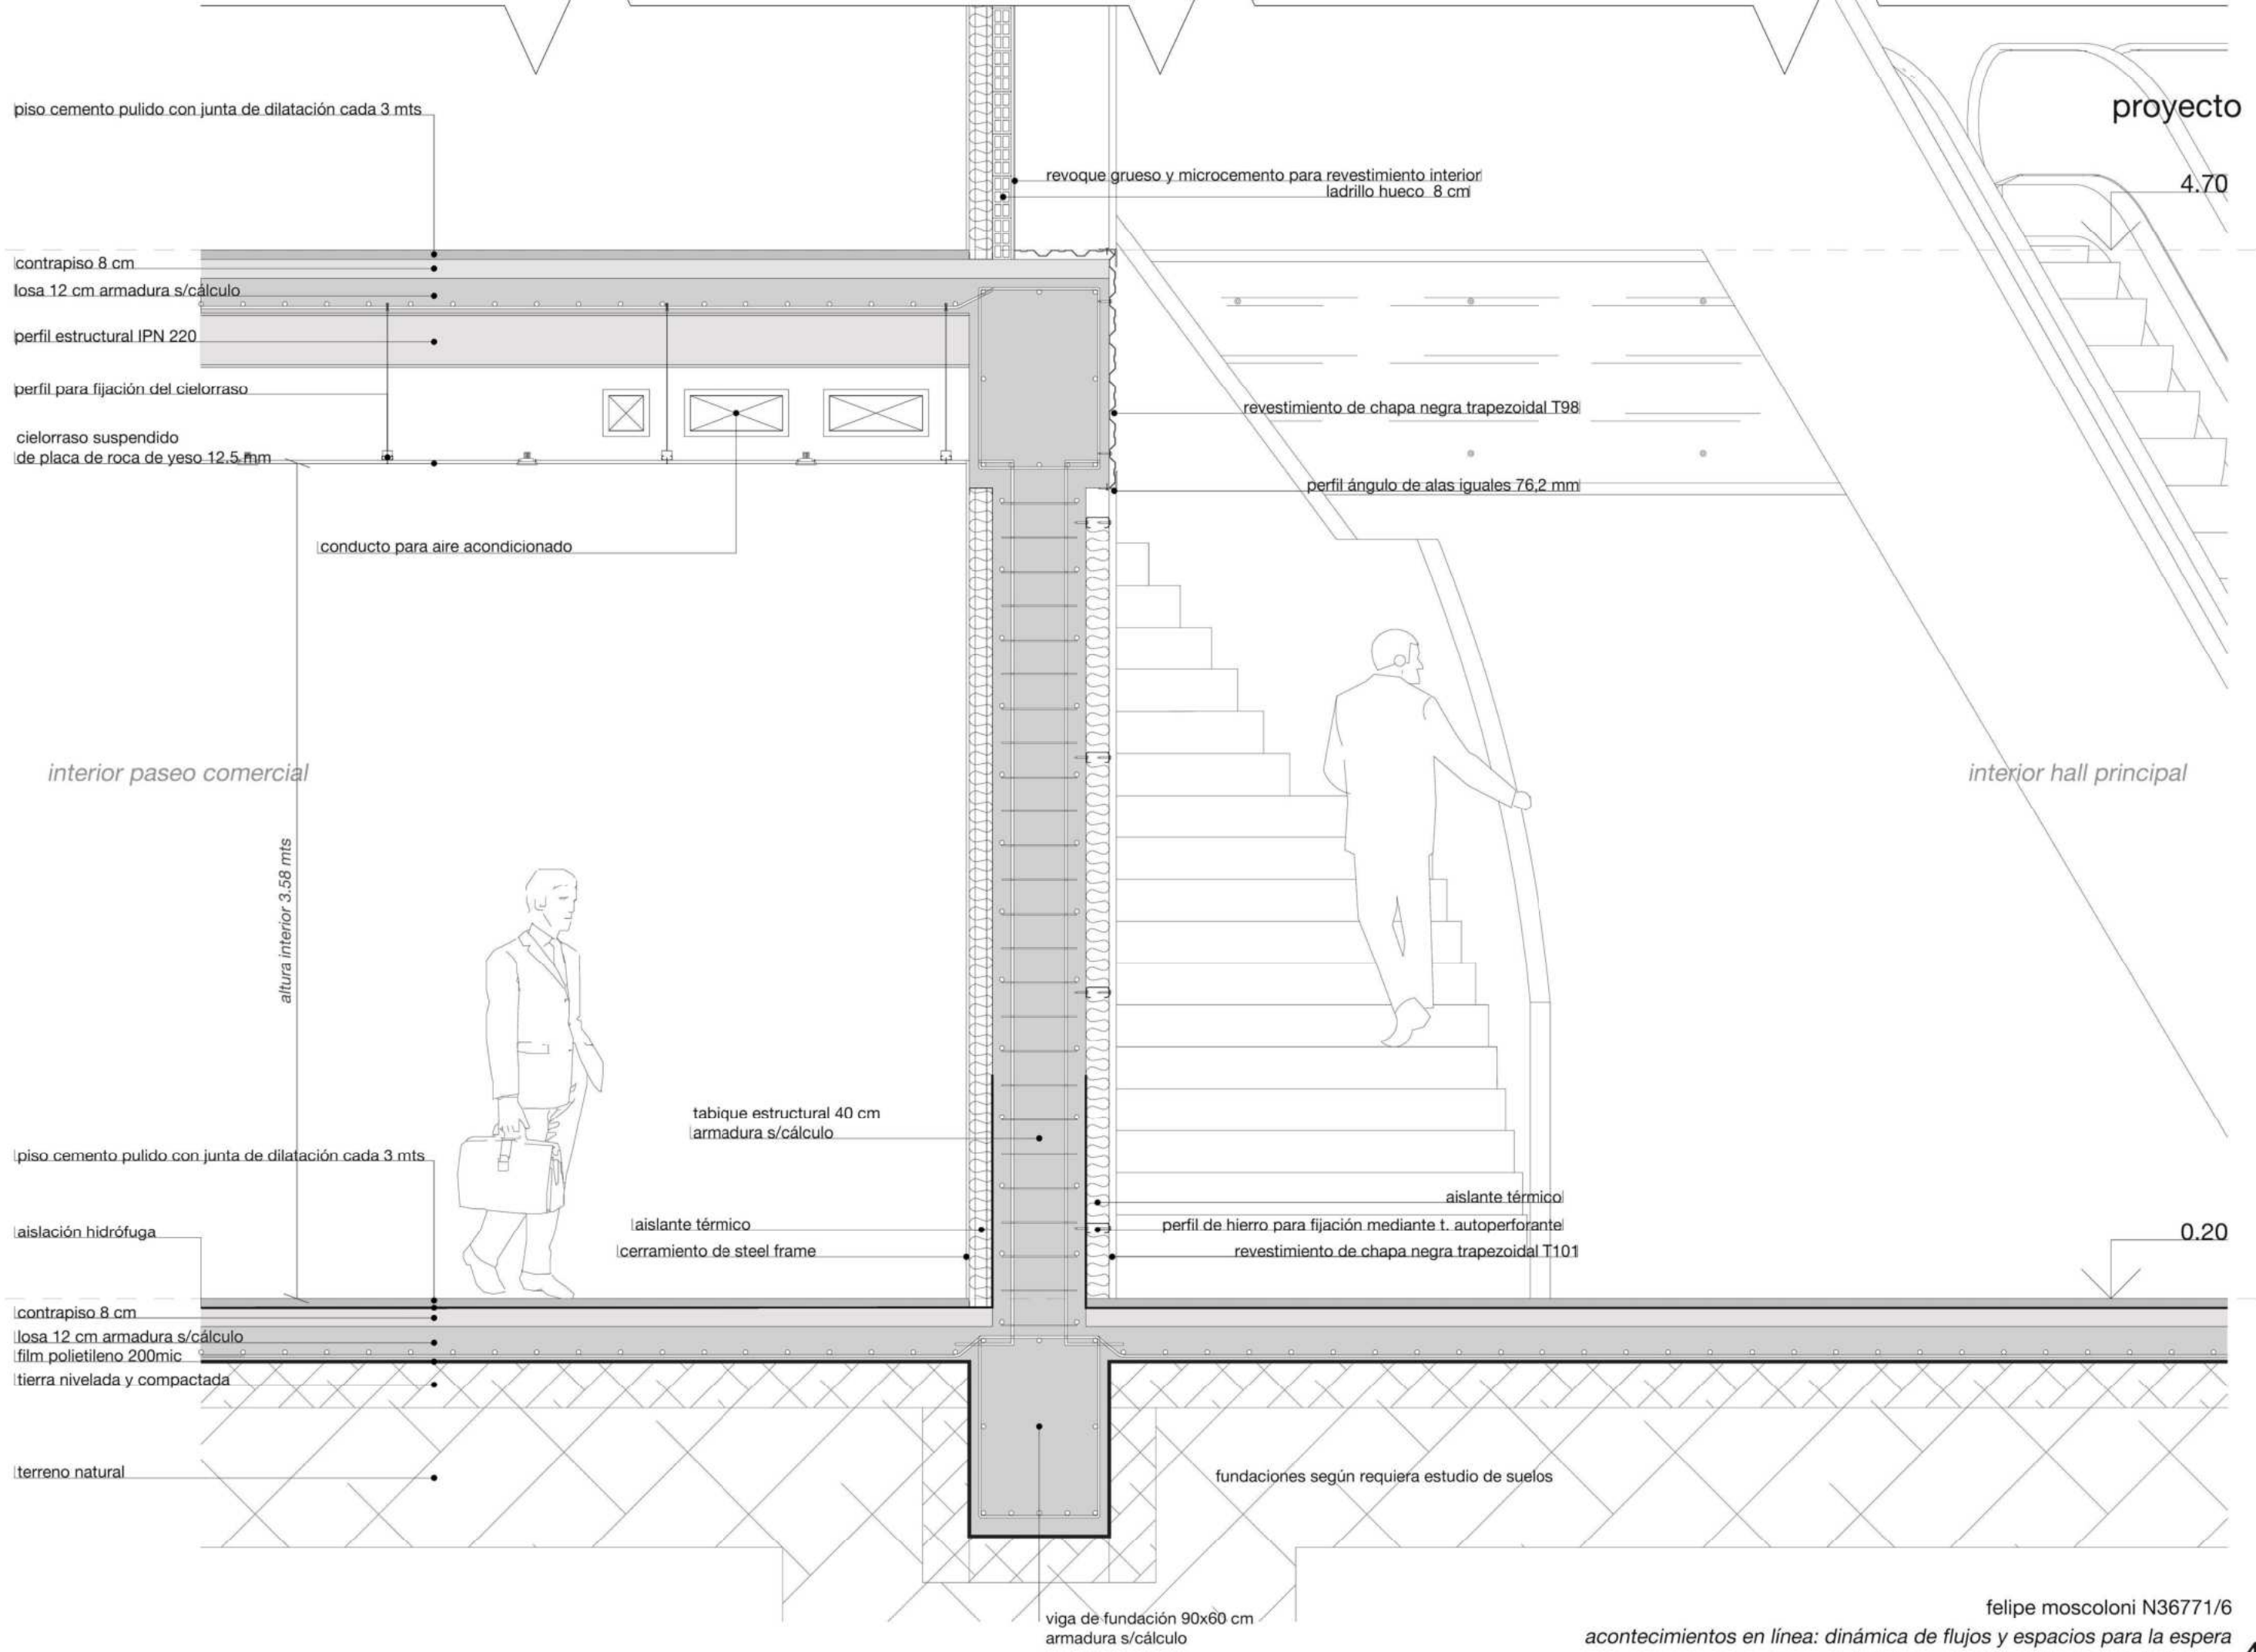 proyecto
piso cemento pulido con junta de dilatación cada 3 mts
revoque grueso y microcemento para revestimiento interior
ladrillo hueco 8 cm
4.70
contrapiso 8 cm
losa 12 cm armadura s/cálculo
perfil estructural IPN 220
perfil para fijación del cielorraso
cielorraso suspendido
de placa de roca de yeso 12.5 mm
revestimiento de chapa negra trapezoidal T98
perfil ángulo de alas iguales 76,2 mm
conducto para aire acondicionado
interior paseo comercial
interior hall principal
altura interior 3.58 mts
tabique estructural 40 cm
armadura s/cálculo
piso cemento pulido con junta de dilatación cada 3 mts
aislante térmico
aislación hidrófuga
aislante térmico
perfil de hierro para fijación mediante t. autoperforante
cerramiento de steel frame
revestimiento de chapa negra trapezoidal T101
0.20
contrapiso 8 cm
losa 12 cm armadura s/cálculo
film polietileno 200mic
tierra nivelada y compactada
terreno natural
fundaciones según requiera estudio de suelos
viga de fundación 90x60 cm
armadura s/cálculo
felipe moscoloni N36771/6
acontecimientos en línea: dinámica de flujos y espacios para la espera